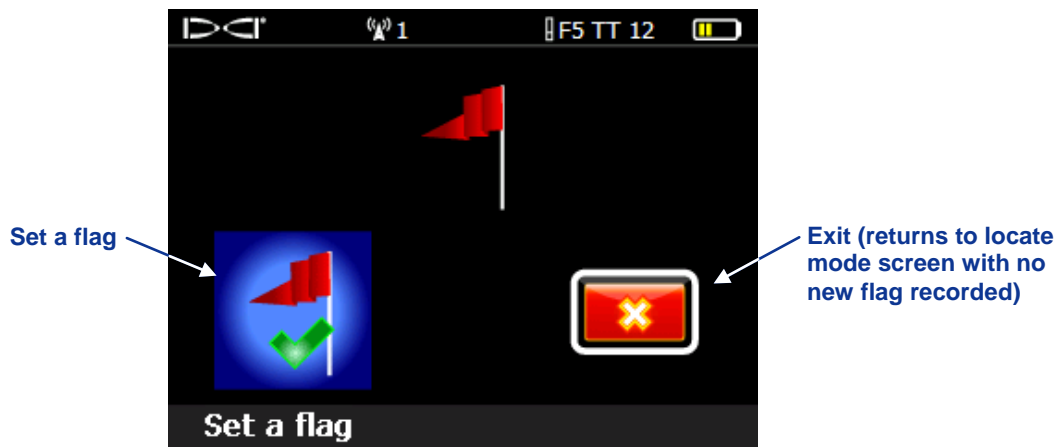 DCI
1
F5 TT 12
Set a flag
Exit (returns to locate
mode screen with no
new flag recorded)
Set a flag